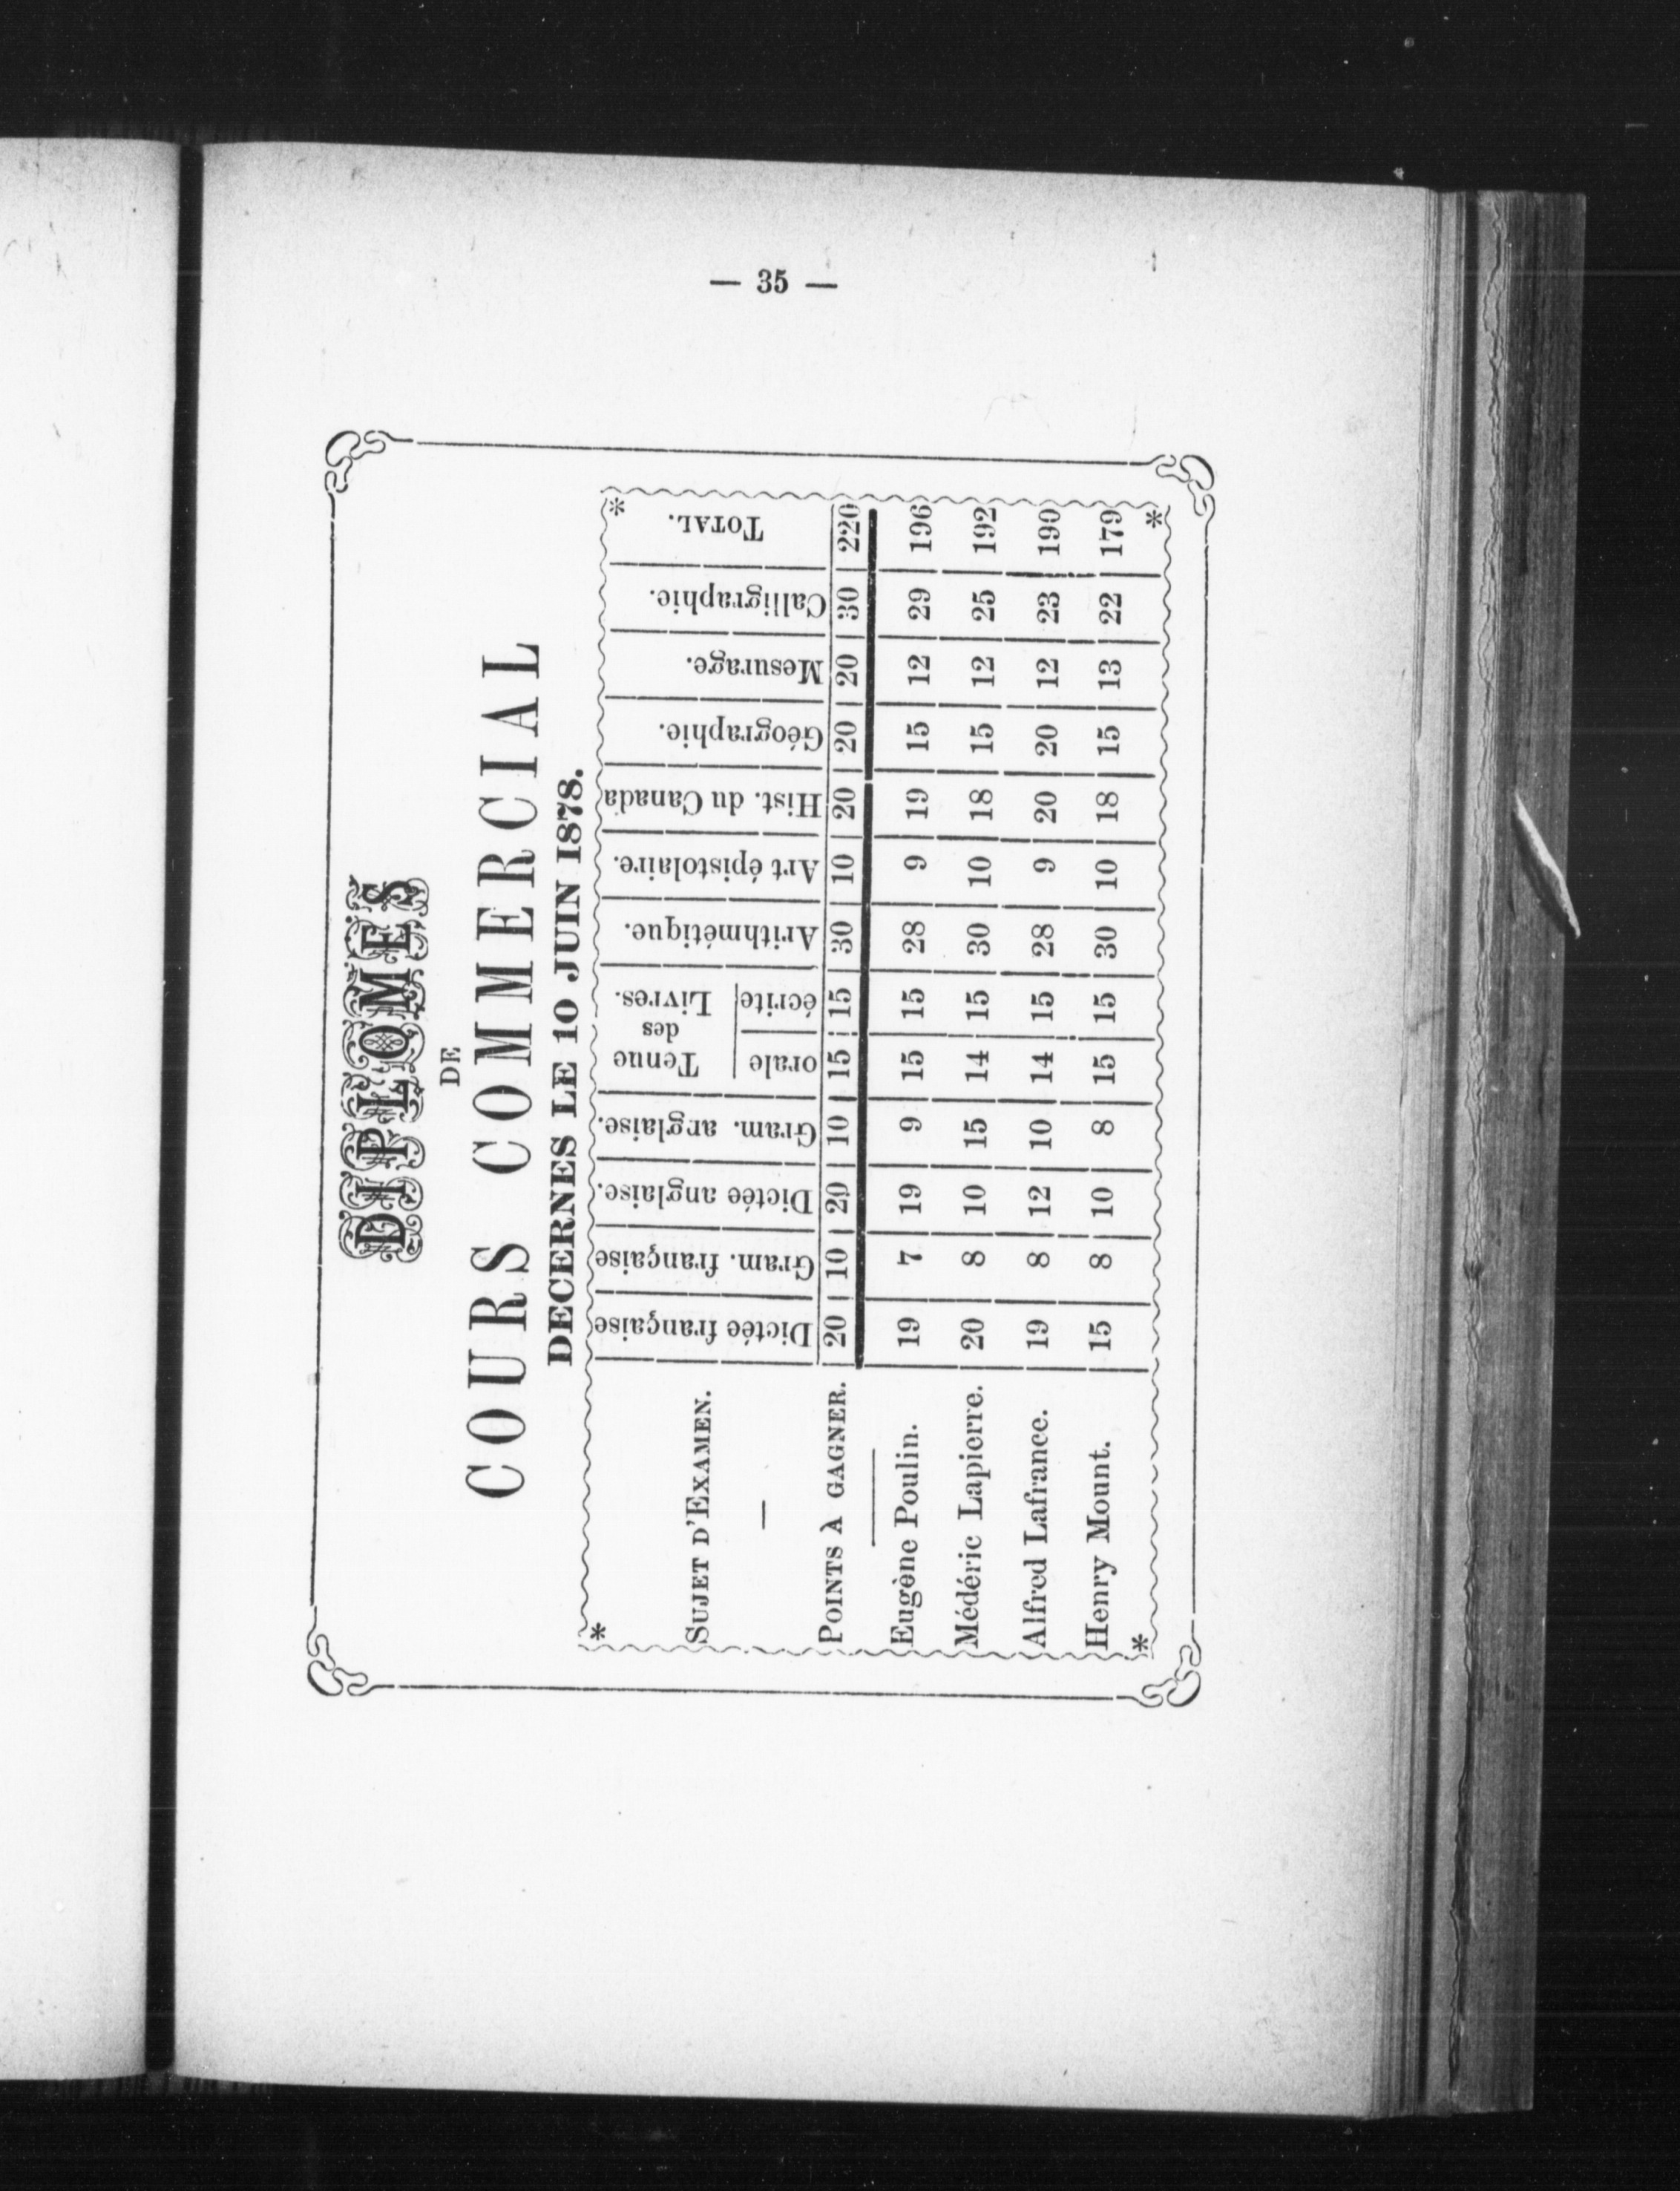 — 35 —
DIPLOMES
DE
COURS COMMERCIAL
DECERNES LE 10 JUIN 1878.
SUJET D'EXAMEN. Dictée française Gram. française Dictée anglaise. Gram. anglaise. Tenue des Livres. orale écrite Arithmétique. Art épistolaire. Hist. du Canada Géographie. Mesurage. Calligraphie. TOTAL.
—
POINTS À GAGNER. 20 10 20 10 15 15 30 10 20 20 20 30 220
Eugène Poulin. 19 7 19 9 15 15 28 9 19 15 12 29 196
Médéric Lapierre. 20 8 10 15 14 15 30 10 18 15 12 25 192
Alfred Lafrance. 19 8 12 10 14 15 28 9 20 20 12 23 190
Henry Mount. 15 8 10 8 15 15 30 10 18 15 13 22 179